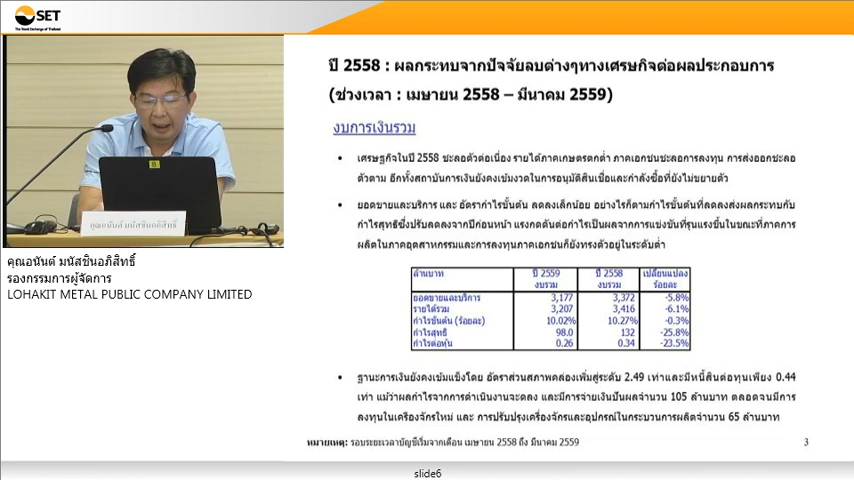 SET
The Stock Exchange of Thailand
ปี 2558 : ผลกระทบจากปัจจัยลบต่างๆทางเศรษฐกิจต่อผลประกอบการ
(ช่วงเวลา : เมษายน 2558 – มีนาคม 2559)
งบการเงินรวม
• เศรษฐกิจในปี 2558 ชะลอตัวต่อเนื่อง รายได้ภาคเกษตรตกต่ำ ภาคเอกชนชะลอการลงทุน การส่งออกชะลอ
ตัวตาม อีกทั้งสถาบันการเงินยังคงเข้มงวดในการอนุมัติสินเชื่อและกำลังซื้อที่ยังไม่ขยายตัว
• ยอดขายและบริการ และ อัตรากำไรขั้นต้น ลดลงเล็กน้อย อย่างไรก็ตามกำไรขั้นต้นที่ลดลงส่งผลกระทบกับ
กำไรสุทธิซึ่งปรับลดลงจากปีก่อนหน้า แรงกดดันต่อกำไรเป็นผลจากการแข่งขันที่รุนแรงขึ้นในขณะที่ภาคการ
ผลิตในภาคอุตสาหกรรมและการลงทุนภาคเอกชนก็ยังทรงตัวอยู่ในระดับต่ำ
ล้านบาท ปี 2559 ปี 2558 เปลี่ยนแปลง
งบรวม งบรวม ร้อยละ
ยอดขายและบริการ 3,177 3,372 -5.8%
รายได้รวม 3,207 3,416 -6.1%
กำไรขั้นต้น (ร้อยละ) 10.02% 10.27% -0.3%
กำไรสุทธิ 98.0 132 -25.8%
กำไรต่อหุ้น 0.26 0.34 -23.5%
• ฐานะการเงินยังคงเข้มแข็งโดย อัตราส่วนสภาพคล่องเพิ่มสู่ระดับ 2.49 เท่าและมีหนี้สินต่อทุนเพียง 0.44
เท่า แม้ว่าผลกำไรจากการดำเนินงานจะลดลง และมีการจ่ายเงินปันผลจำนวน 105 ล้านบาท ตลอดจนมีการ
ลงทุนในเครื่องจักรใหม่ และ การปรับปรุงเครื่องจักรและอุปกรณ์ในกระบวนการผลิตจำนวน 65 ล้านบาท
หมายเหตุ: รอบระยะเวลาบัญชีเริ่มจากเดือน เมษายน 2558 ถึง มีนาคม 2559
3
คุณอนันต์ มนัสชินอภิสิทธิ์
คุณอนันต์ มนัสชินอภิสิทธิ์
รองกรรมการผู้จัดการ
LOHAKIT METAL PUBLIC COMPANY LIMITED
slide6